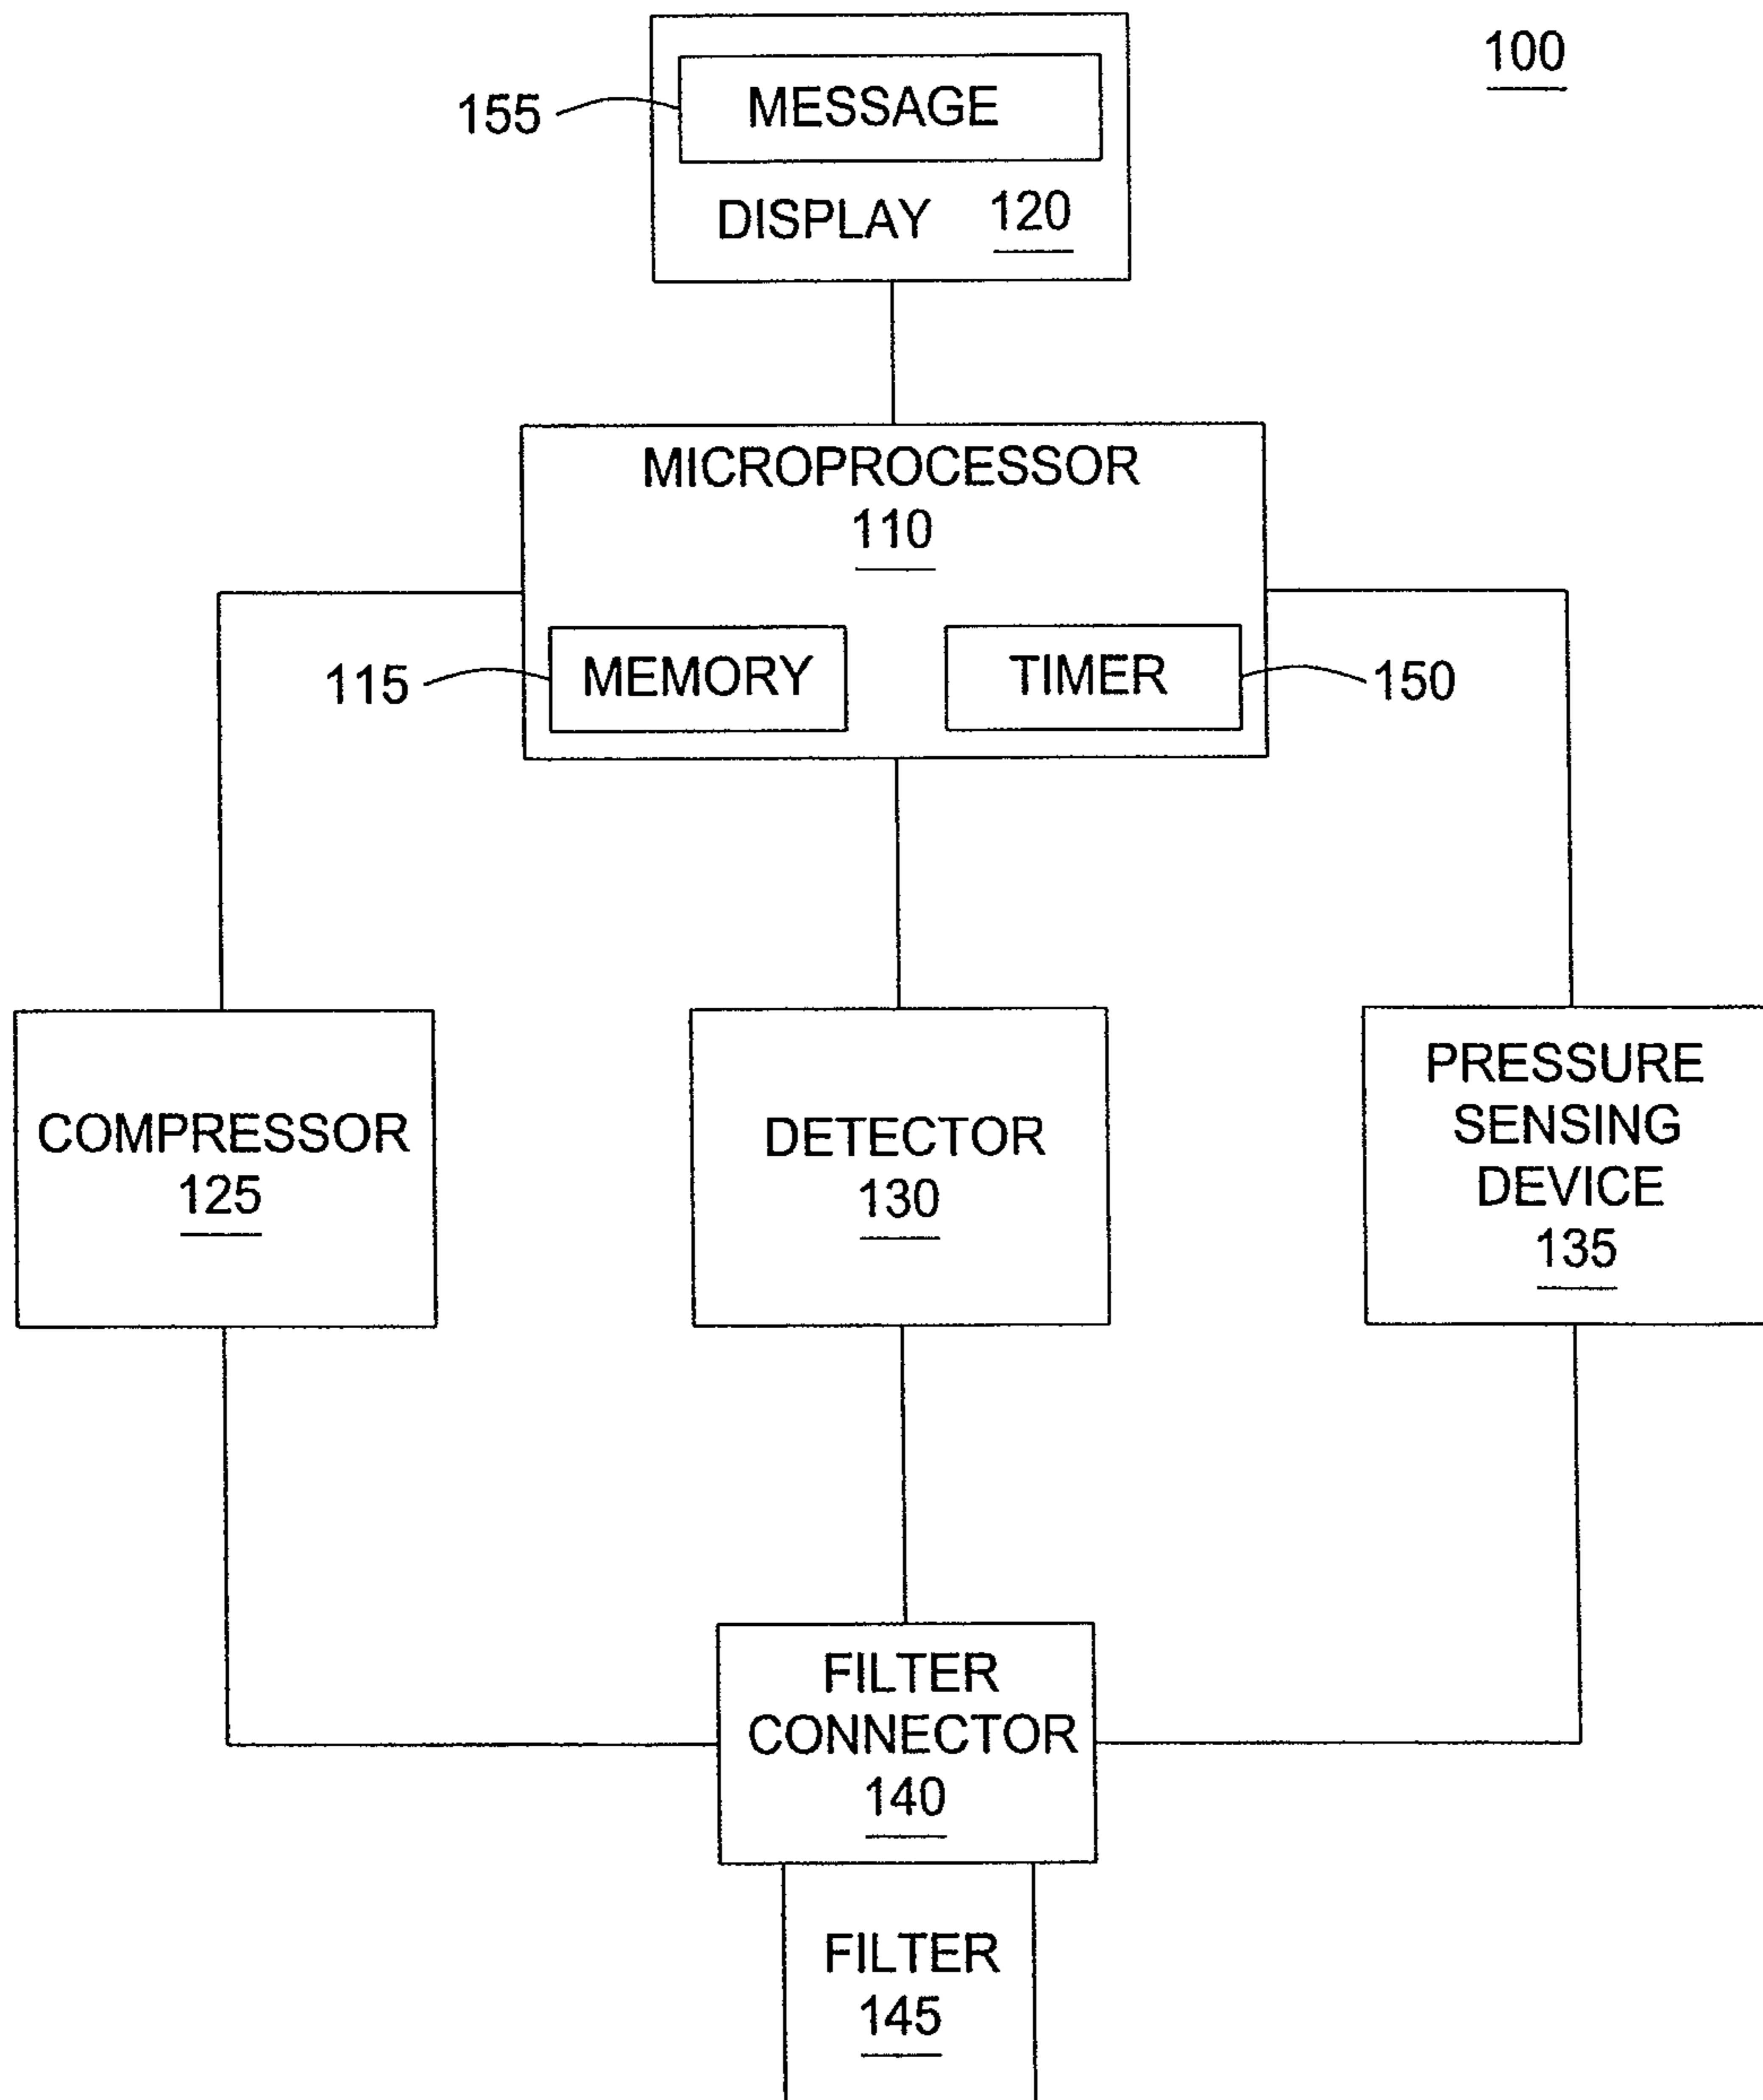 100
155
MESSAGE
DISPLAY 120
MICROPROCESSOR
110
115
MEMORY
TIMER
150
COMPRESSOR
125
DETECTOR
130
PRESSURE
SENSING
DEVICE
135
FILTER
CONNECTOR
140
FILTER
145